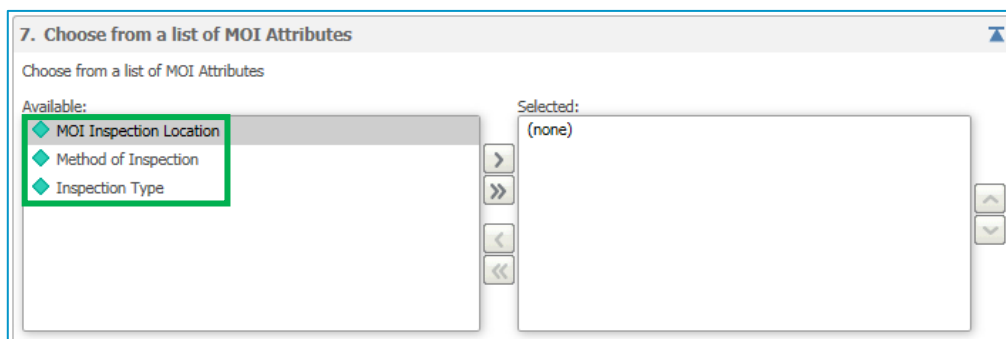 7. Choose from a list of MOI Attributes
Choose from a list of MOI Attributes
Available:
MOI Inspection Location
Method of Inspection
Inspection Type
Selected:
(none)